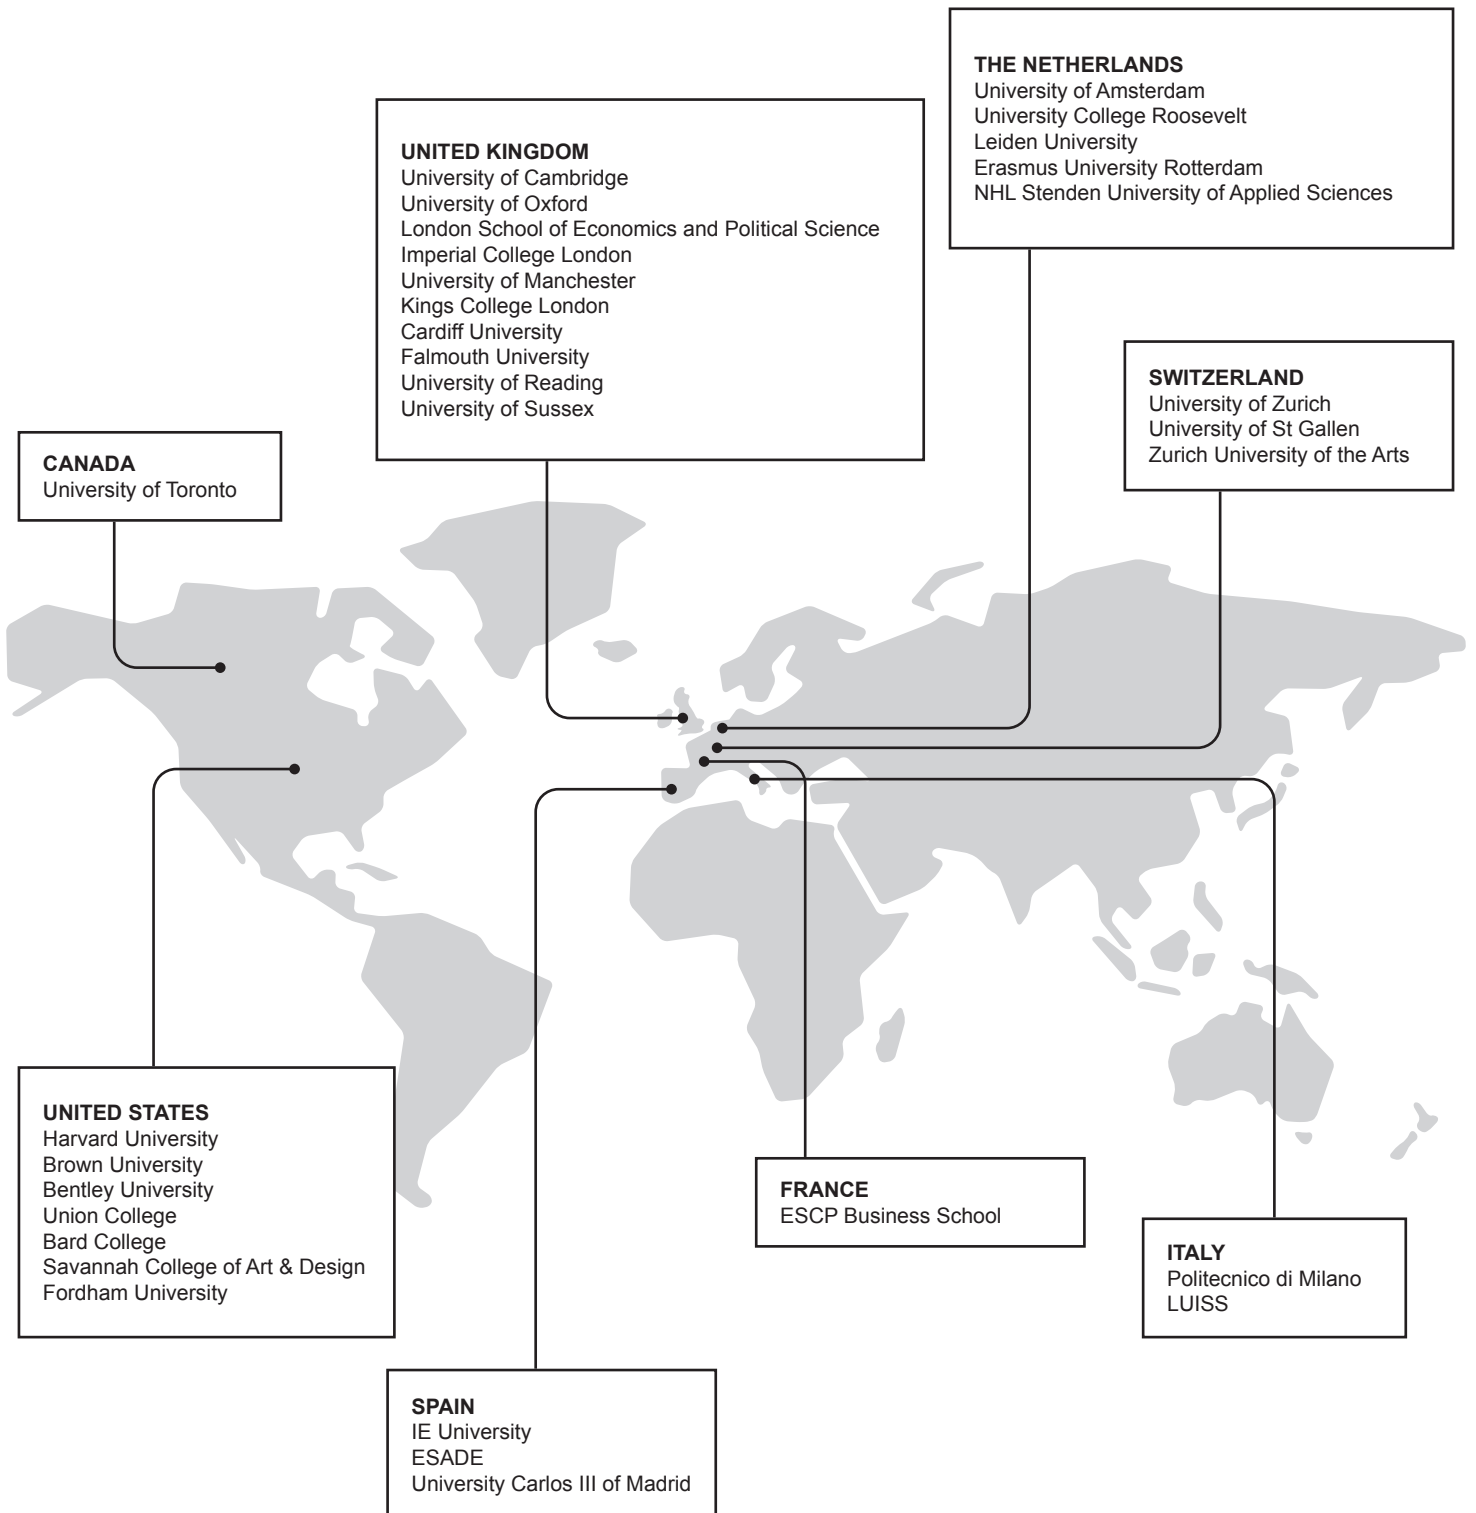 THE NETHERLANDS
University of Amsterdam
University College Roosevelt
Leiden University
Erasmus University Rotterdam
NHL Stenden University of Applied Sciences
UNITED KINGDOM
University of Cambridge
University of Oxford
London School of Economics and Political Science
Imperial College London
University of Manchester
Kings College London
Cardiff University
Falmouth University
University of Reading
University of Sussex
SWITZERLAND
University of Zurich
University of St Gallen
Zurich University of the Arts
CANADA
University of Toronto
UNITED STATES
Harvard University
Brown University
Bentley University
Union College
Bard College
Savannah College of Art & Design
Fordham University
FRANCE
ESCP Business School
ITALY
Politecnico di Milano
LUISS
SPAIN
IE University
ESADE
University Carlos III of Madrid